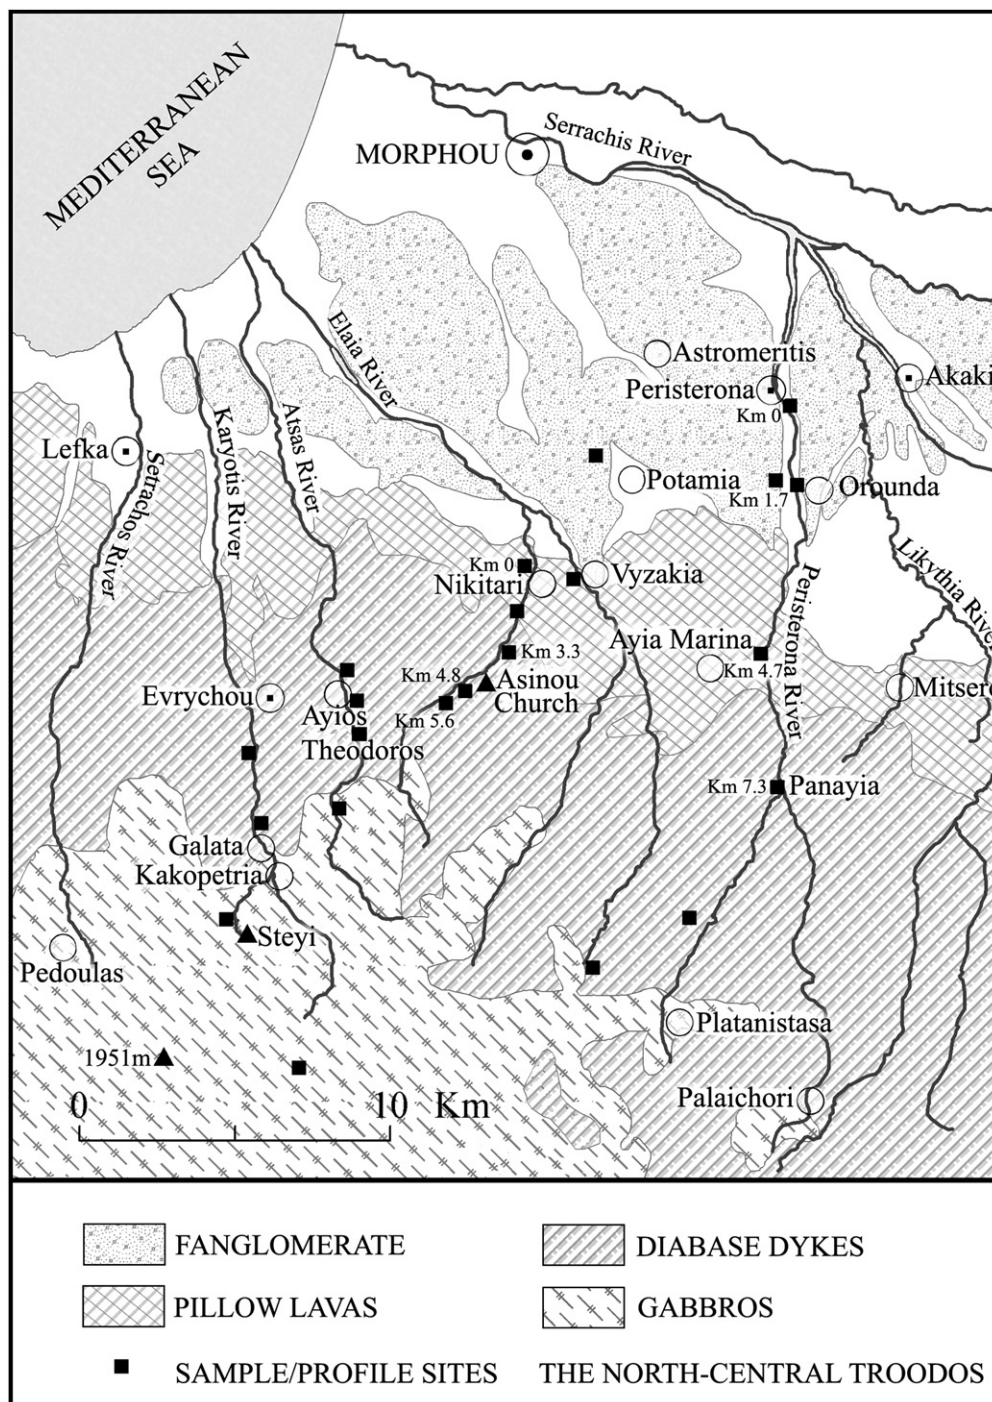 MEDITERRANEAN
SEA
MORPHOU
Serrachis River
Elaia River
Astromeritis
Peristerona
Akaki
Km 0
Lefka
Setrachos River
Karyotis River
Atsas River
Potamia
Km 1.7
Orounda
Likythia River
Km 0
Nikitari
Vyzakia
Peristerona River
Ayia Marina
Km 4.7
Km 3.3
Km 4.8
Asinou
Church
Km 5.6
Mitsero
Evrychou
Ayios
Theodoros
Km 7.3
Panayia
Galata
Kakopetria
Steyi
Pedoulas
Platanistasa
1951m
Palaichori
0 10 Km
FANGLOMERATE
DIABASE DYKES
PILLOW LAVAS
GABBROS
SAMPLE/PROFILE SITES
THE NORTH-CENTRAL TROODOS